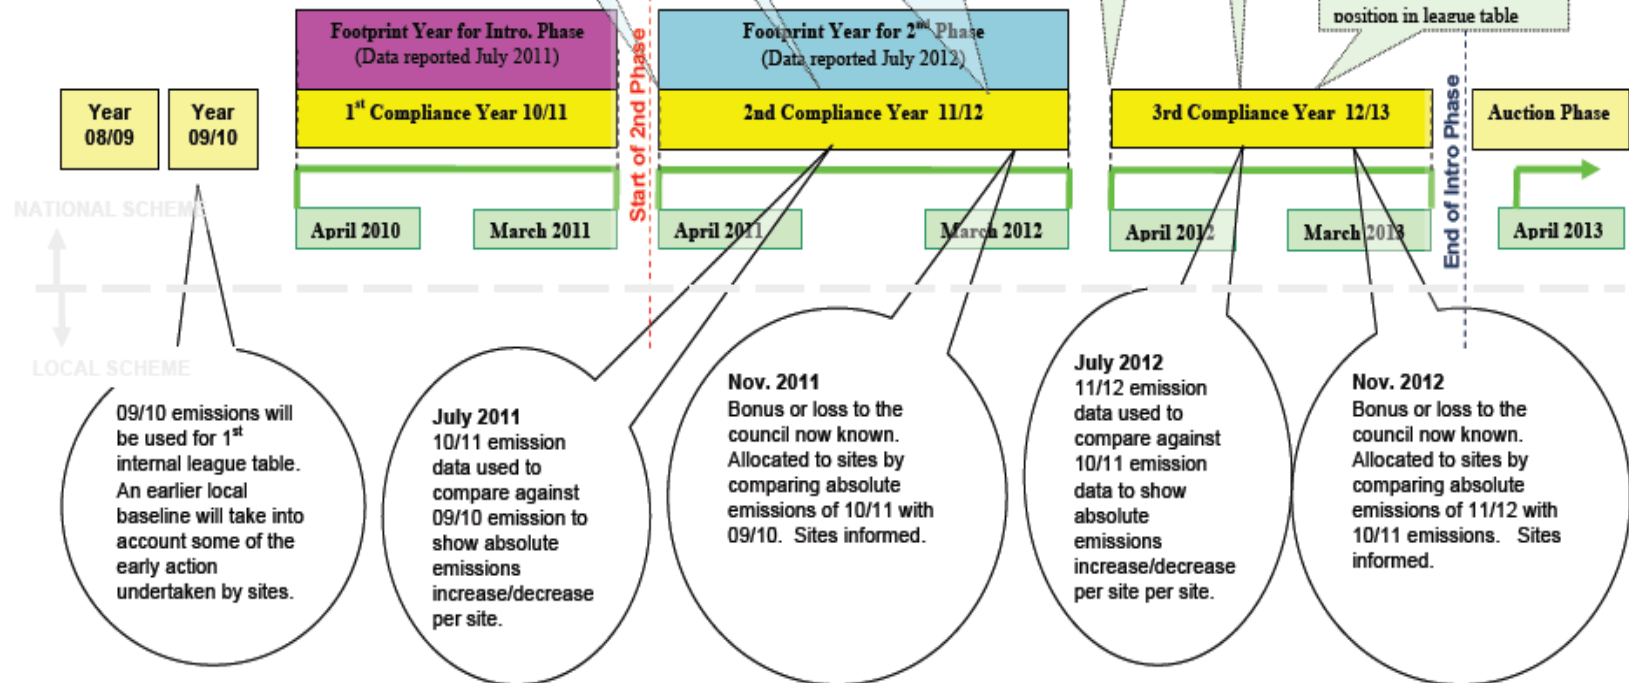 position in league table
Footprint Year for Intro. Phase
(Data reported July 2011)
Footprint Year for 2nd Phase
(Data reported July 2012)
Year
08/09
Year
09/10
1st Compliance Year 10/11
Start of 2nd Phase
2nd Compliance Year 11/12
3rd Compliance Year 12/13
End of Intro Phase
Auction Phase
NATIONAL SCHEME
April 2010
March 2011
April 2011
March 2012
April 2012
March 2013
April 2013
LOCAL SCHEME
09/10 emissions will
be used for 1st
internal league table.
An earlier local
baseline will take into
account some of the
early action
undertaken by sites.
July 2011
10/11 emission
data used to
compare against
09/10 emission to
show absolute
emissions
increase/decrease
per site.
Nov. 2011
Bonus or loss to the
council now known.
Allocated to sites by
comparing absolute
emissions of 10/11 with
09/10. Sites informed.
July 2012
11/12 emission
data used to
compare against
10/11 emission
data to show
absolute
emissions
increase/decrease
per site per site.
Nov. 2012
Bonus or loss to the
council now known.
Allocated to sites by
comparing absolute
emissions of 11/12 with
10/11 emissions. Sites
informed.